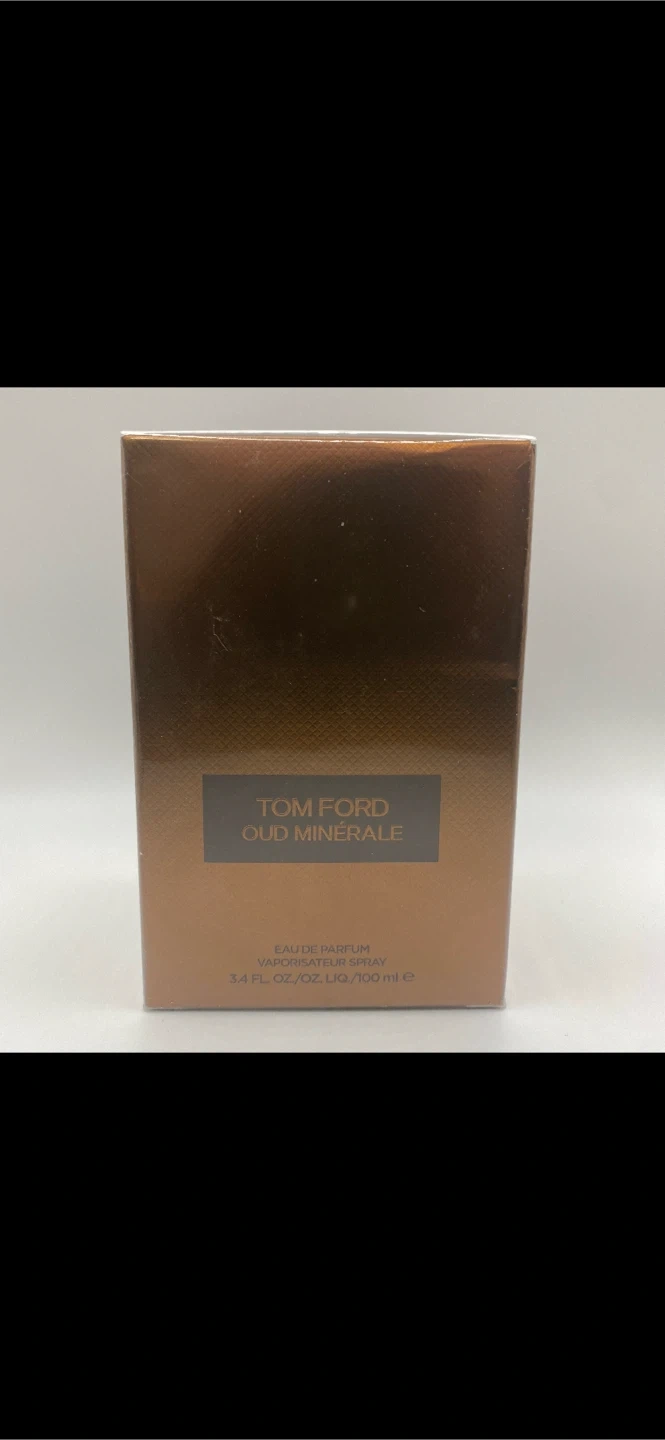 TOM FORD
OUD MINÉRALE
EAU DE PARFUM
VAPORISATEUR SPRAY
3.4 FL. OZ./OZ. LIQ./100 ml ℮